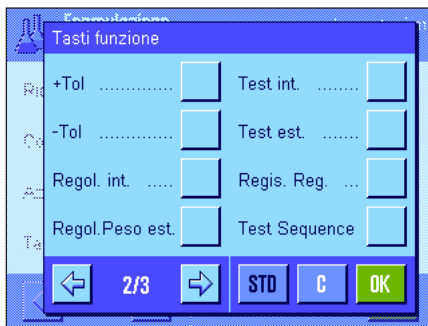 Formulazione
Tasti funzione
+Tol .............. Test int. ........
-Tol .............. Test est. .......
Regol. int. ..... Regis. Reg. ...
Regol.Peso est. Test Sequence
2/3 STD C OK